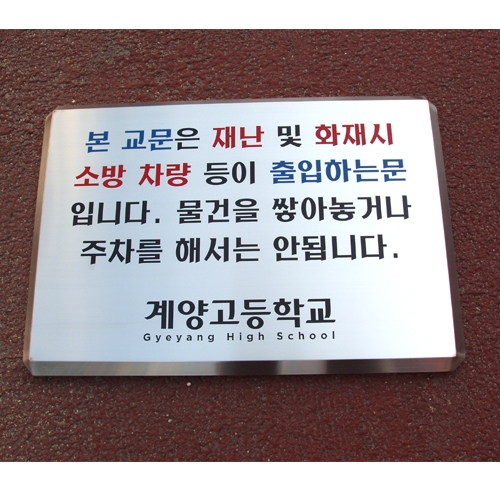 본 교문은 재난 및 화재시
소방 차량 등이 출입하는문
입니다. 물건을 쌓아놓거나
주차를 해서는 안됩니다.
계양고등학교
Gyeyang High School